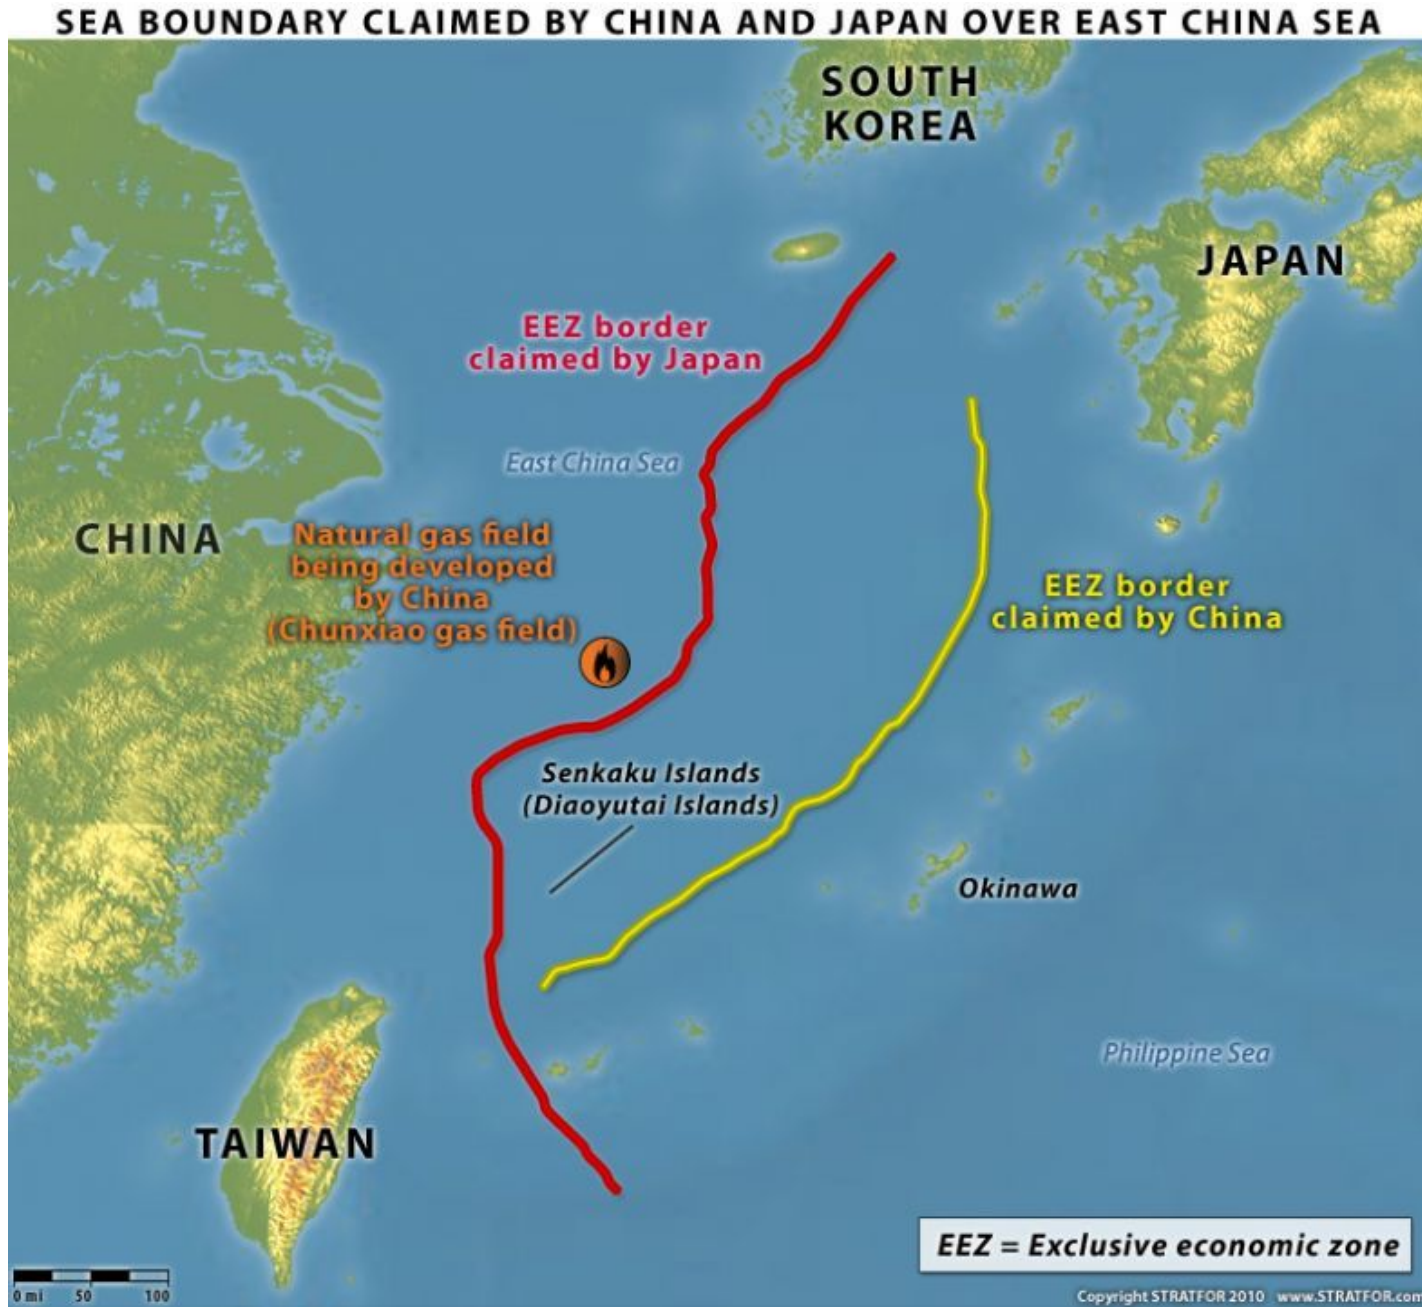 SEA BOUNDARY CLAIMED BY CHINA AND JAPAN OVER EAST CHINA SEA
SOUTH
KOREA
JAPAN
EEZ border
claimed by Japan
East China Sea
CHINA
Natural gas field
being developed
by China
(Chunxiao gas field)
EEZ border
claimed by China
Senkaku Islands
(Diaoyutai Islands)
Okinawa
Philippine Sea
TAIWAN
EEZ = Exclusive economic zone
0 mi 50 100
Copyright STRATFOR 2010 www.STRATFOR.com